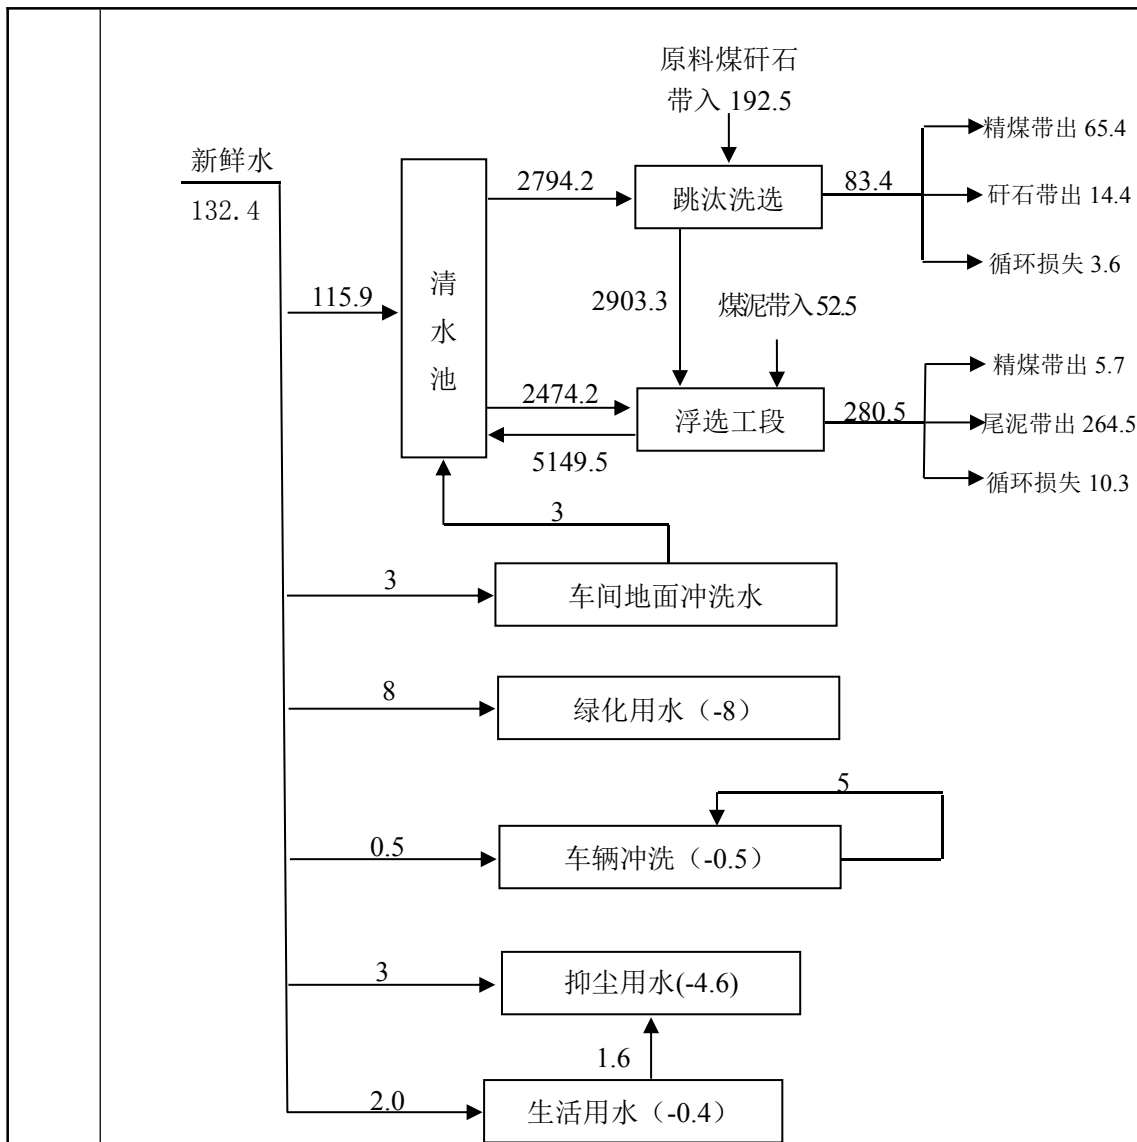 原料煤矸石
带入 192.5
新鲜水
132.4
精煤带出 65.4
2794.2
跳汰洗选
83.4
矸石带出 14.4
循环损失 3.6
清水池
115.9
2903.3
煤泥带入 52.5
精煤带出 5.7
2474.2
浮选工段
280.5
尾泥带出 264.5
5149.5
循环损失 10.3
3
3
车间地面冲洗水
8
绿化用水（-8）
5
0.5
车辆冲洗（-0.5）
3
抑尘用水(-4.6)
1.6
2.0
生活用水（-0.4）